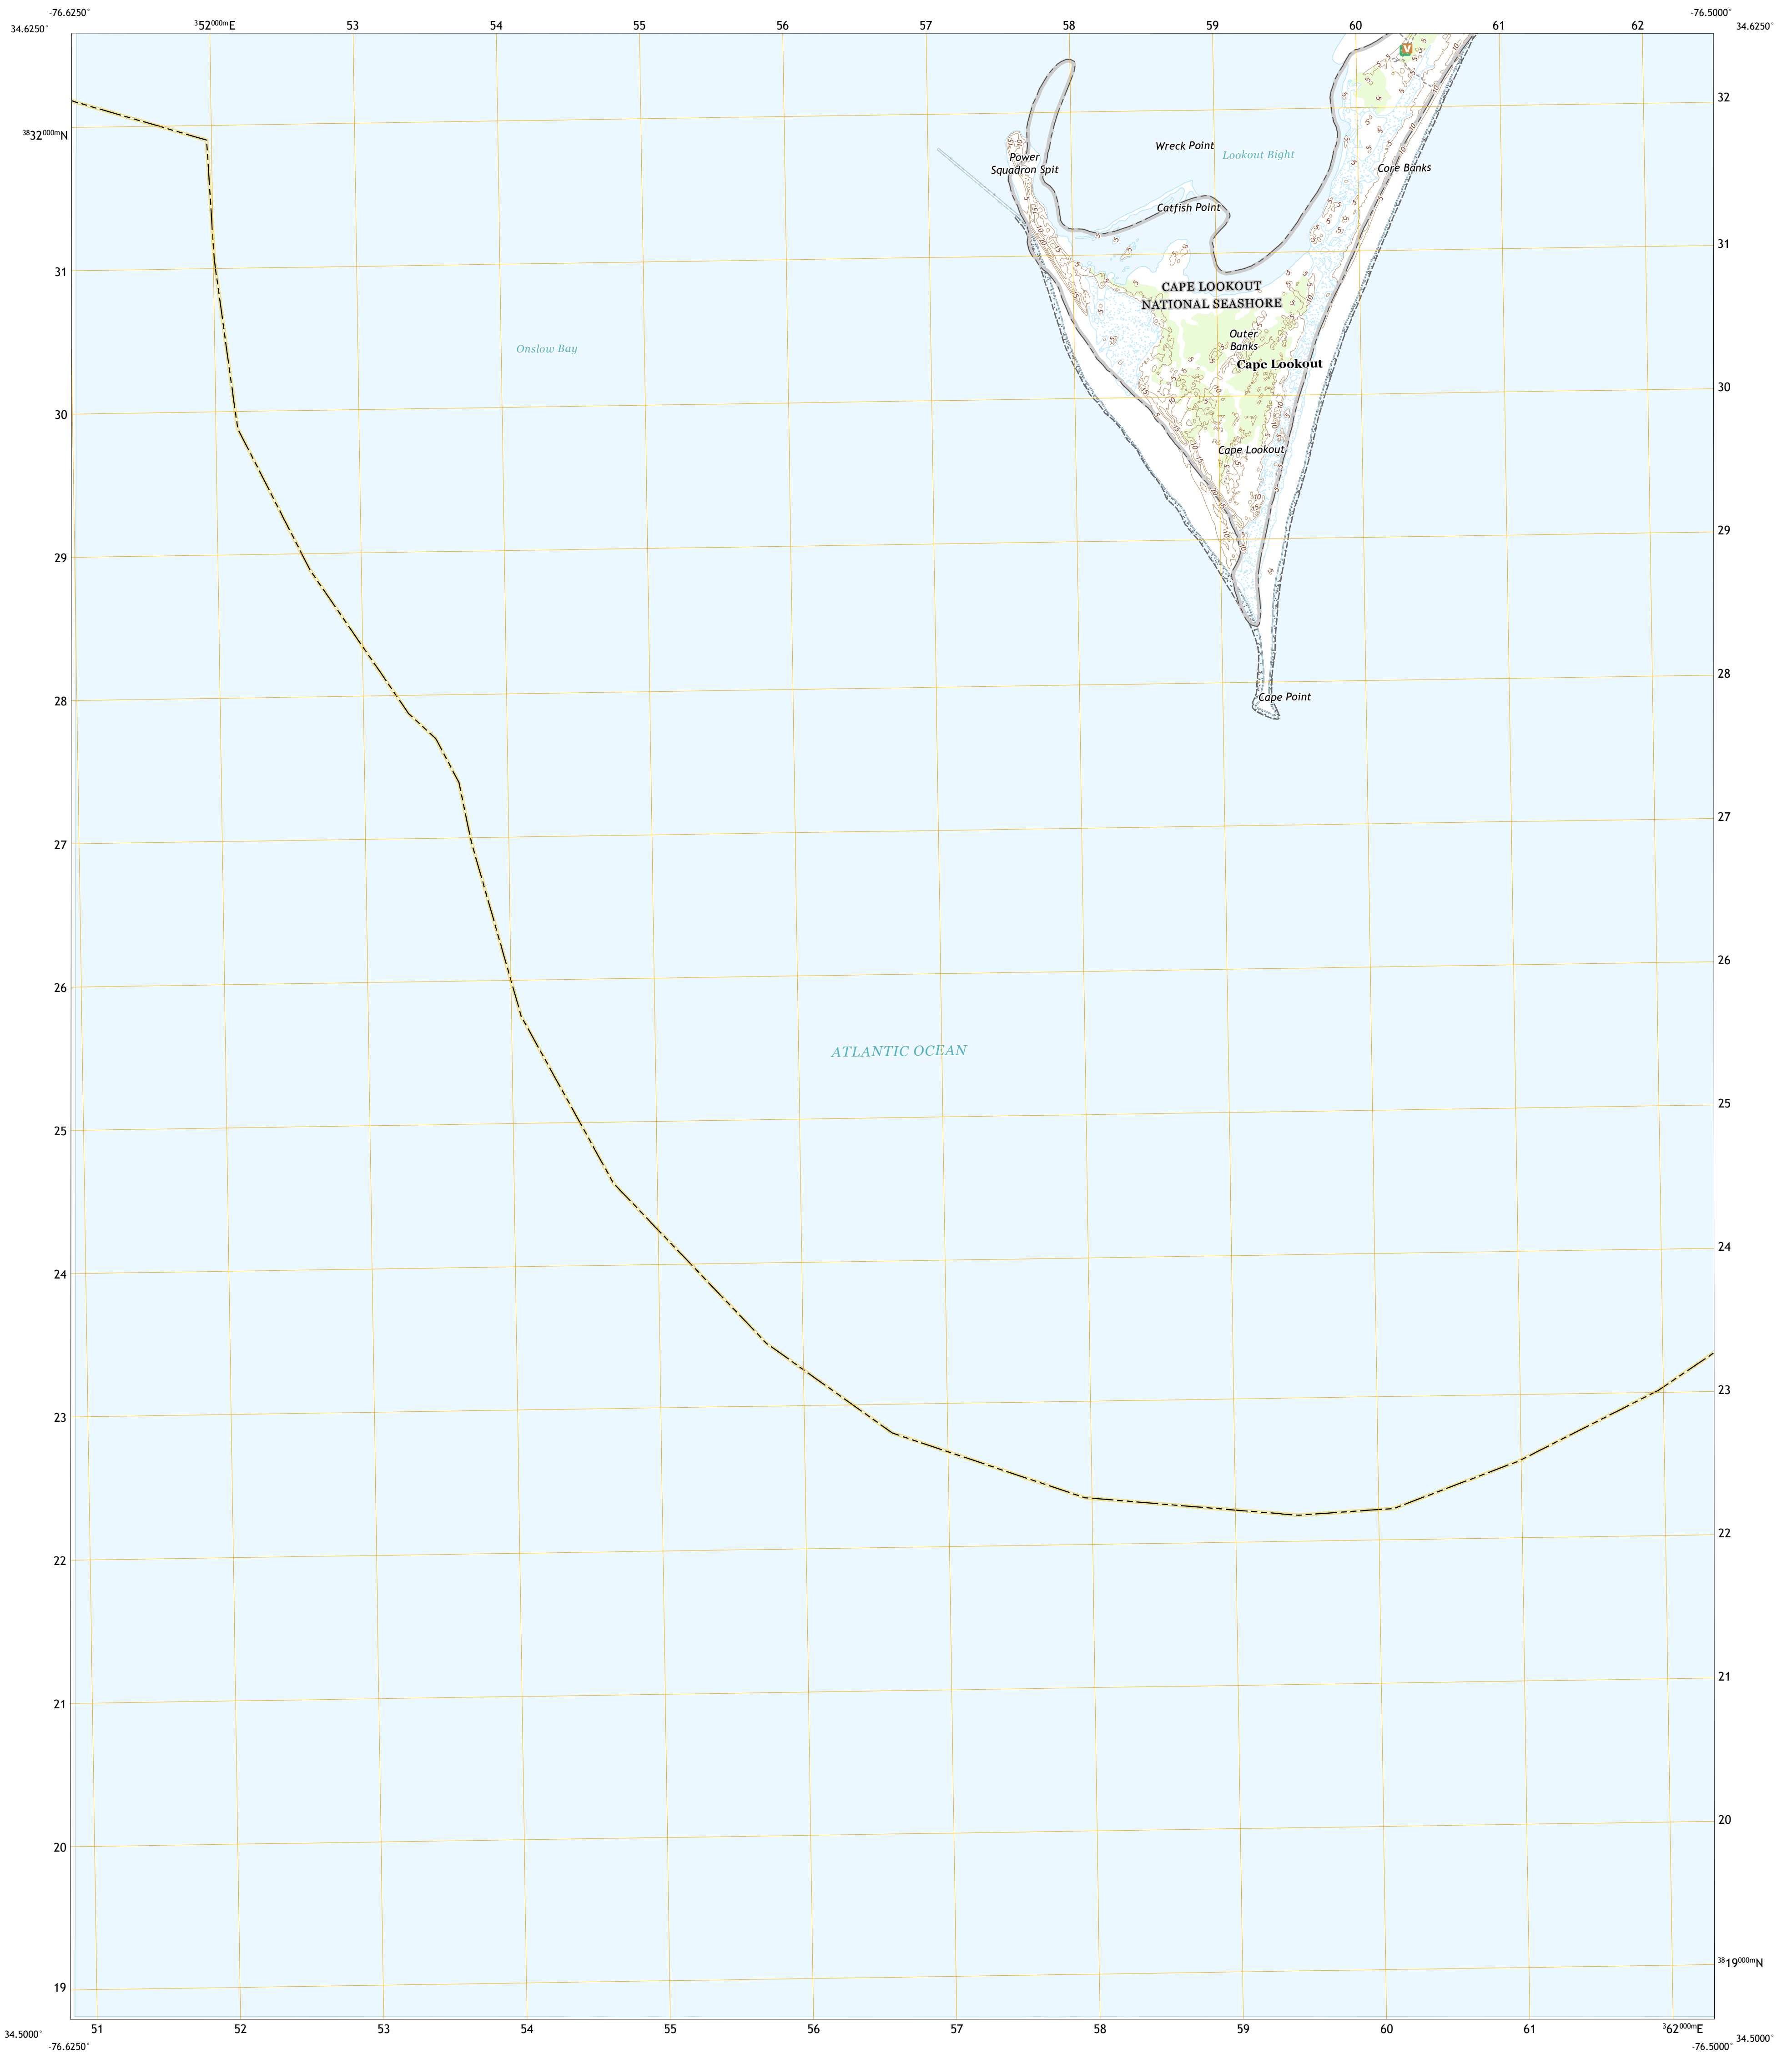 -76.6250°
-76.5000°
34.6250°
352000mE 53 54 55 56 57 58 59 60 61 62
34.6250°
V
32
3832000mN
Wreck Point
Lookout Bight
Power
Squadron Spit
Core Banks
Catfish Point
31
31
CAPE LOOKOUT
NATIONAL SEASHORE
Outer
Banks
Onslow Bay
Cape Lookout
30
30
Cape Lookout
29
29
28
28
Cape Point
27
27
26
26
ATLANTIC OCEAN
25
25
24
24
23
23
22
22
21
21
20
20
3819000mN
19
51 52 53 54 55 56 57 58 59 60 61 362000mE
34.5000°
34.5000°
-76.6250°
-76.5000°